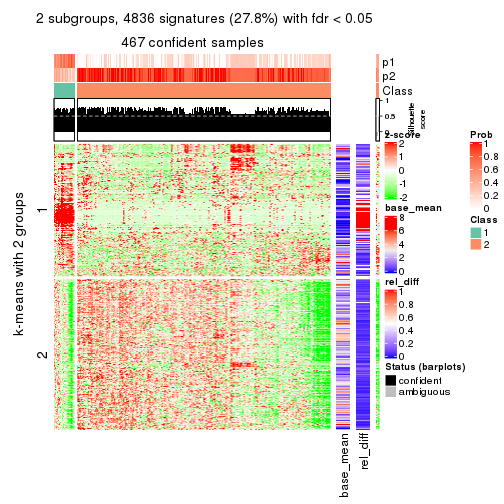 2 subgroups, 4836 signatures (27.8%) with fdr < 0.05
467 confident samples
p1
p2
Class
1
0.5
0
Silhouette
score
k-means with 2 groups
1
2
base_mean
rel_diff
z-score
2
1
0
-1
-2
base_mean
8
6
4
2
0
rel_diff
1
0.8
0.6
0.4
0.2
0
Status (barplots)
confident
ambiguous
Prob
1
0.8
0.6
0.4
0.2
0
Class
1
2